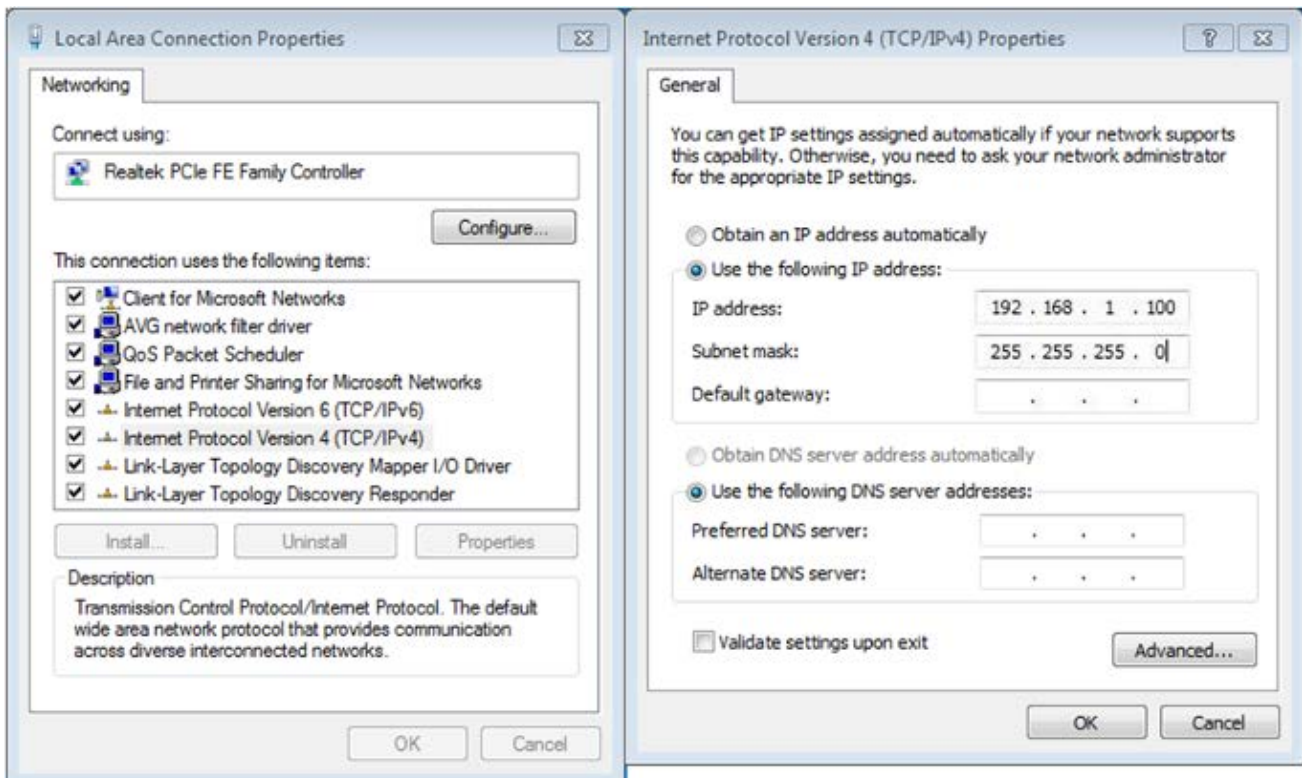 Local Area Connection Properties
Networking
Connect using:
Realtek PCIe FE Family Controller
Configure...
This connection uses the following items:
Client for Microsoft Networks
AVG network filter driver
QoS Packet Scheduler
File and Printer Sharing for Microsoft Networks
Internet Protocol Version 6 (TCP/IPv6)
Internet Protocol Version 4 (TCP/IPv4)
Link-Layer Topology Discovery Mapper I/O Driver
Link-Layer Topology Discovery Responder
Install...
Uninstall
Properties
Description
Transmission Control Protocol/Internet Protocol. The default
wide area network protocol that provides communication
across diverse interconnected networks.
OK
Cancel
Internet Protocol Version 4 (TCP/IPv4) Properties
General
You can get IP settings assigned automatically if your network supports
this capability. Otherwise, you need to ask your network administrator
for the appropriate IP settings.
Obtain an IP address automatically
Use the following IP address:
IP address: 192 . 168 . 1 . 100
Subnet mask: 255 . 255 . 255 . 0
Default gateway: . . .
Obtain DNS server address automatically
Use the following DNS server addresses:
Preferred DNS server: . . .
Alternate DNS server: . . .
Validate settings upon exit
Advanced...
OK
Cancel